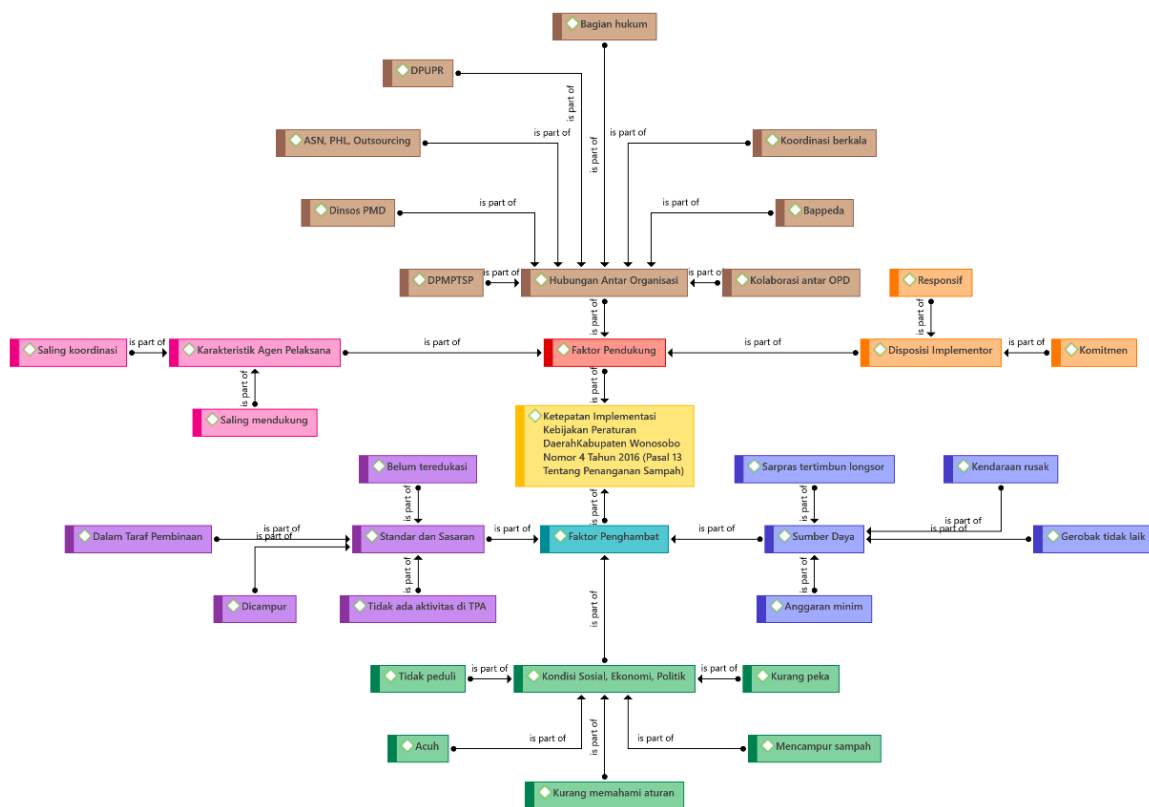 Bagian hukum
DPUPR
is part of
is part of
is part of
ASN, PHL, Outsourcing
is part of
Koordinasi berkala
is part of
Dinsos PMD
is part of
Bappeda
DPMPTSP
is part of
Hubungan Antar Organisasi
is part of
Kolaborasi antar OPD
Responsif
is part of
is part of
Saling koordinasi
is part of
Karakteristik Agen Pelaksana
is part of
Faktor Pendukung
is part of
Disposisi Implementor
is part of
Komitmen
is part of
is part of
Saling mendukung
Ketepatan Implementasi
Kebijakan Peraturan
DaerahKabupaten Wonosobo
Nomor 4 Tahun 2016 (Pasal 13
Tentang Penanganan Sampah)
Belum teredukasi
Sarpras tertimbun longsor
Kendaraan rusak
is part of
is part of
is part of
Dalam Taraf Pembinaan
is part of
is part of
Standar dan Sasaran
is part of
Faktor Penghambat
is part of
Sumber Daya
is part of
is part of
Gerobak tidak laik
is part of
is part of
Dicampur
Tidak ada aktivitas di TPA
Anggaran minim
is part of
Tidak peduli
is part of
Kondisi Sosial, Ekonomi, Politik
is part of
Kurang peka
Acuh
is part of
is part of
is part of
Mencampur sampah
Kurang memahami aturan